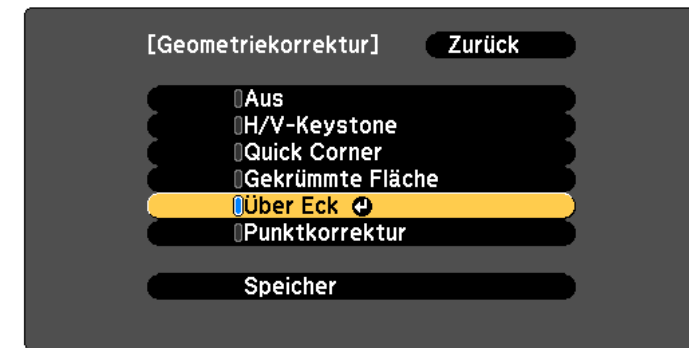 [Geometriekorrektur] Zurück
Aus
H/V-Keystone
Quick Corner
Gekrümmte Fläche
Über Eck
Punktkorrektur
Speicher